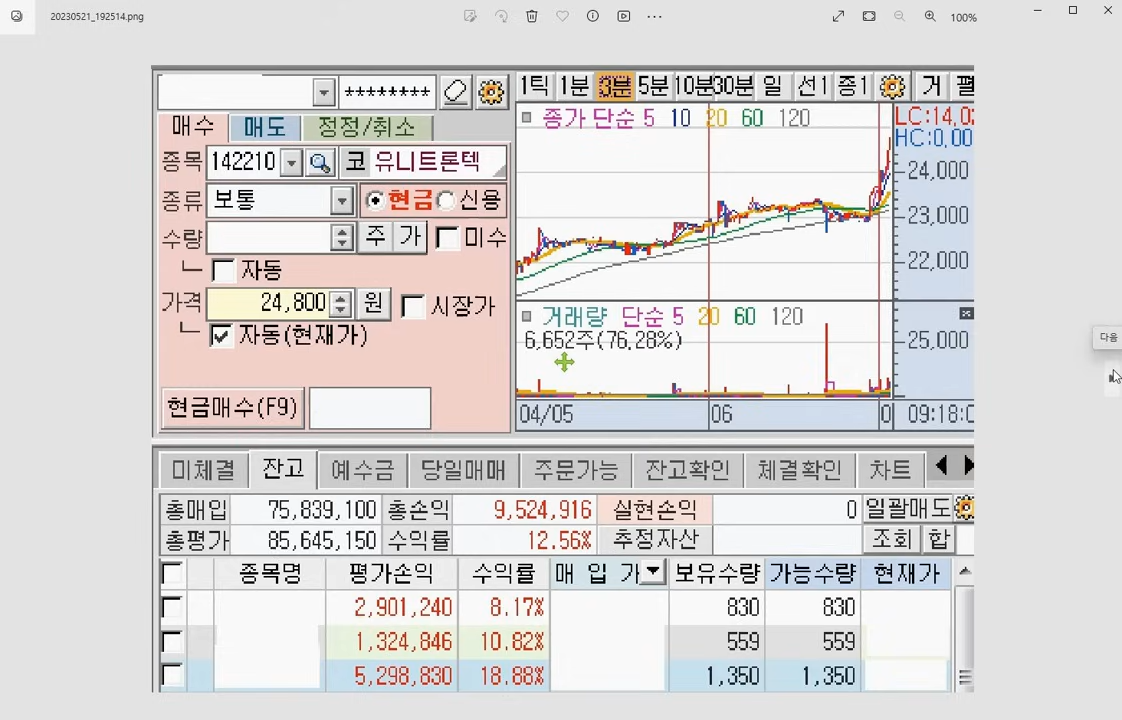 20230521_192514.png
100%
********
1틱 1분 3분 5분 10분 30분 일 선1 종1 거
매수 매도 정정/취소
종목 142210 코 유니트론텍
종류 보통 현금 신용
수량 주 가 미수
자동
가격 24,800 원 시장가
자동(현재가)
현금매수(F9)
종가 단순 5 10 20 60 120
LC:14,0
HC:0,00
24,000
23,000
22,000
거래량 단순 5 20 60 120
6,652주(76,28%)
25,000
04/05 06 0 09:18:0
다음
미체결 잔고 예수금 당일매매 주문가능 잔고확인 체결확인 차트
총매입 75,839,100 총손익 9,524,916 실현손익 0 일괄매도
총평가 85,645,150 수익률 12.56% 추정자산 조회 합
종목명 평가손익 수익률 매 입 가 보유수량 가능수량 현재가
2,901,240 8.17% 830 830
1,324,846 10.82% 559 559
5,298,830 18.88% 1,350 1,350